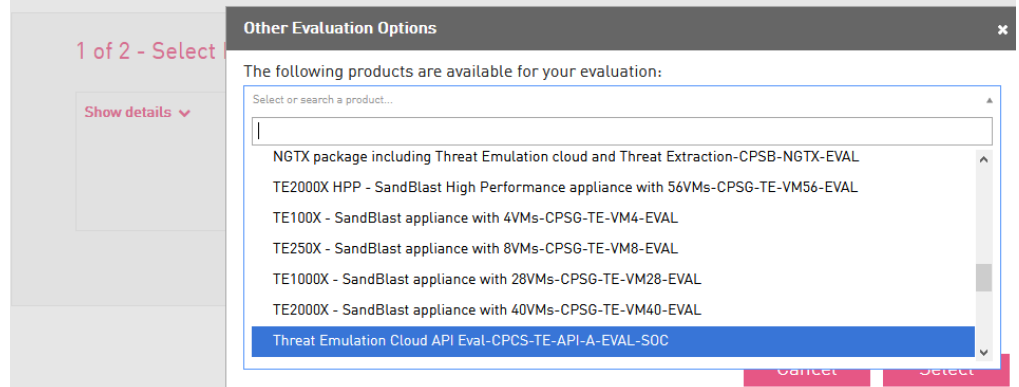 Other Evaluation Options
1 of 2 - Select
The following products are available for your evaluation:
Show details
Select or search a product...
NGTX package including Threat Emulation cloud and Threat Extraction-CPSB-NGTX-EVAL
TE2000X HPP - SandBlast High Performance appliance with 56VMs-CPSG-TE-VM56-EVAL
TE100X - SandBlast appliance with 4VMs-CPSG-TE-VM4-EVAL
TE250X - SandBlast appliance with 8VMs-CPSG-TE-VM8-EVAL
TE1000X - SandBlast appliance with 28VMs-CPSG-TE-VM28-EVAL
TE2000X - SandBlast appliance with 40VMs-CPSG-TE-VM40-EVAL
Threat Emulation Cloud API Eval-CPCS-TE-API-A-EVAL-SOC
Cancel
Select